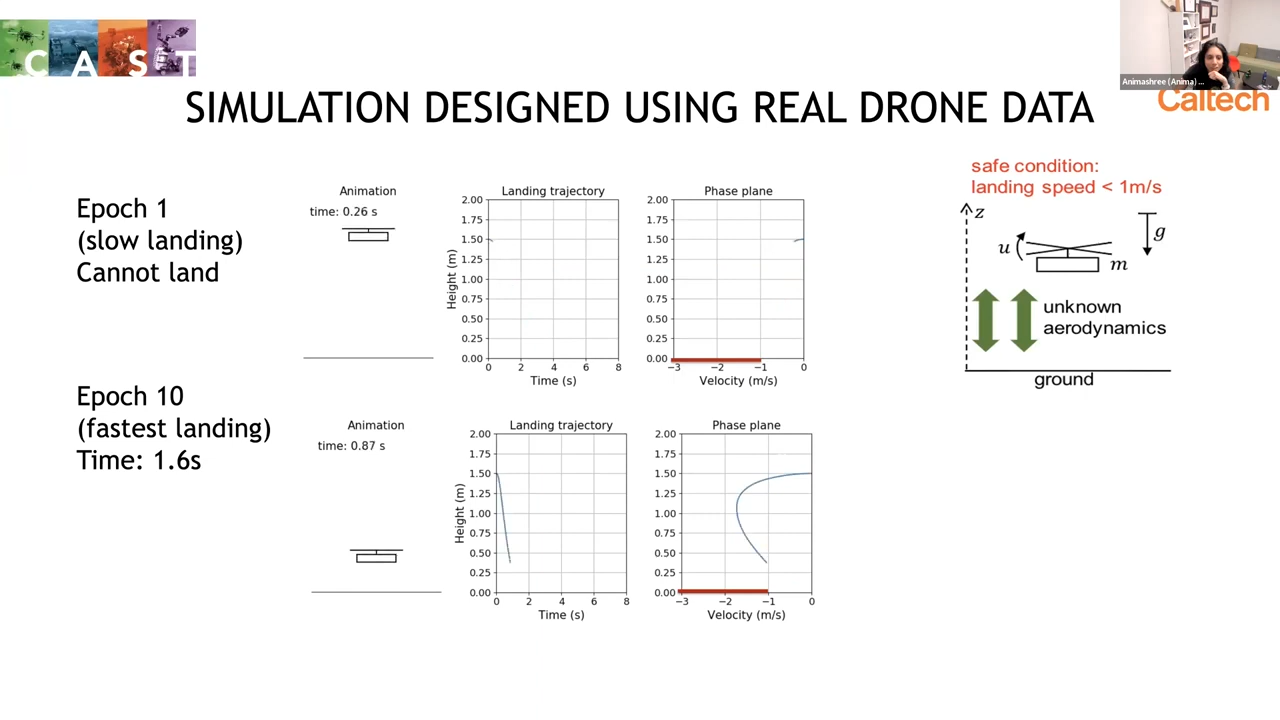 C A S T
Animashree (Anima) ...
Caltech
SIMULATION DESIGNED USING REAL DRONE DATA
Epoch 1
(slow landing)
Cannot land
Animation
time: 0.26 s
Landing trajectory
2.00
1.75
1.50
1.25
1.00
0.75
0.50
0.25
0.00
Height (m)
0 2 4 6 8
Time (s)
Phase plane
2.00
1.75
1.50
1.25
1.00
0.75
0.50
0.25
0.00
−3 −2 −1 0
Velocity (m/s)
safe condition:
landing speed < 1m/s
z
g
u
m
unknown
aerodynamics
ground
Epoch 10
(fastest landing)
Time: 1.6s
Animation
time: 0.87 s
Landing trajectory
2.00
1.75
1.50
1.25
1.00
0.75
0.50
0.25
0.00
Height (m)
0 2 4 6 8
Time (s)
Phase plane
2.00
1.75
1.50
1.25
1.00
0.75
0.50
0.25
0.00
−3 −2 −1 0
Velocity (m/s)